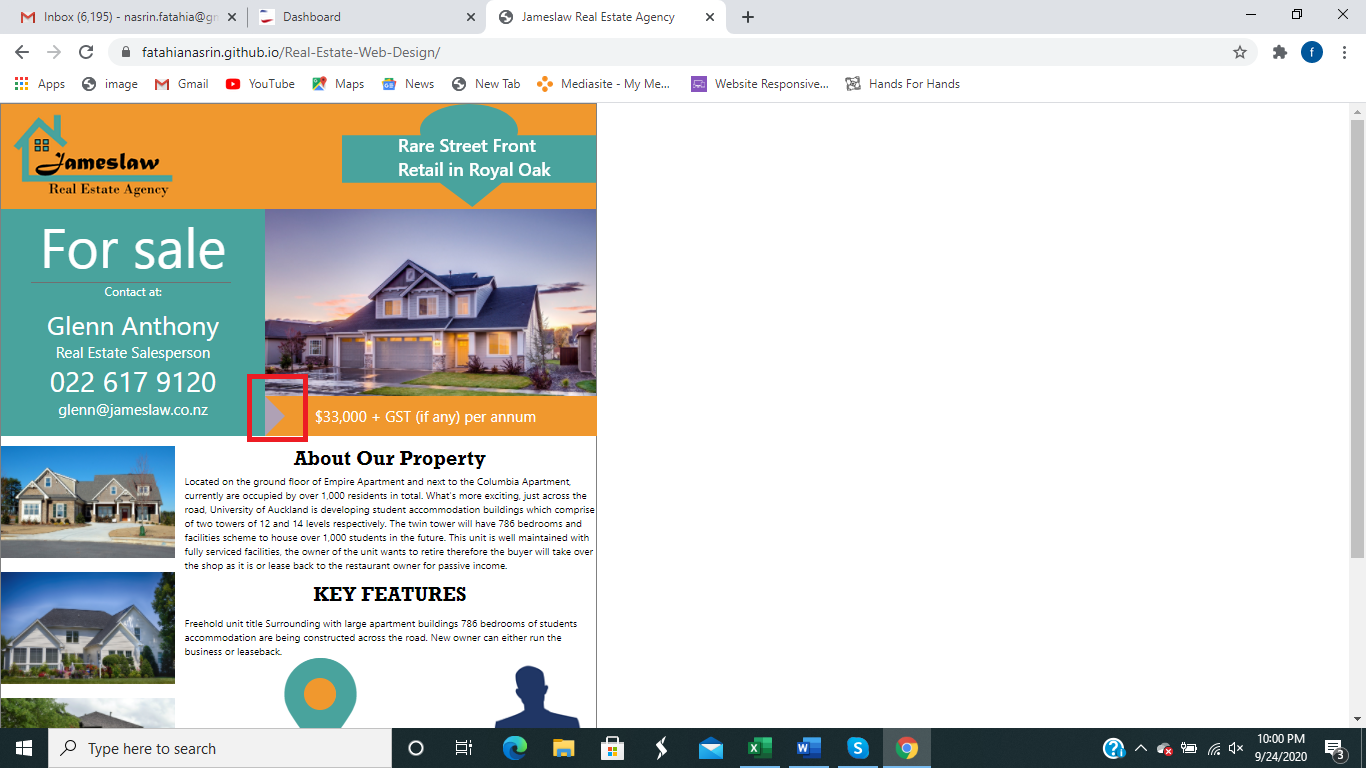 Inbox (6,195) - nasrin.fatahia@gn
Dashboard
Jameslaw Real Estate Agency
fatahianasrin.github.io/Real-Estate-Web-Design/
f
Apps
image
Gmail
YouTube
Maps
News
New Tab
Mediasite - My Me...
Website Responsive...
Hands For Hands
Jameslaw
Real Estate Agency
Rare Street Front
Retail in Royal Oak
For sale
Contact at:
Glenn Anthony
Real Estate Salesperson
022 617 9120
glenn@jameslaw.co.nz
$33,000 + GST (if any) per annum
About Our Property
Located on the ground floor of Empire Apartment and next to the Columbia Apartment,
currently are occupied by over 1,000 residents in total. What's more exciting, just across the
road, University of Auckland is developing student accommodation buildings which comprise
of two towers of 12 and 14 levels respectively. The twin tower will have 786 bedrooms and
facilities scheme to house over 1,000 students in the future. This unit is well maintained with
fully serviced facilities, the owner of the unit wants to retire therefore the buyer will take over
the shop as it is or lease back to the restaurant owner for passive income.
KEY FEATURES
Freehold unit title Surrounding with large apartment buildings 786 bedrooms of students
accommodation are being constructed across the road. New owner can either run the
business or leaseback.
Type here to search
10:00 PM
9/24/2020
3